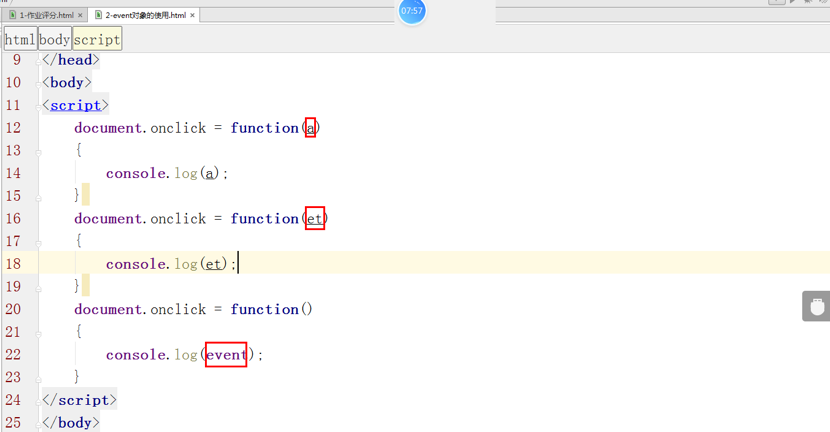 1-作业评分.html × 2-event对象的使用.html × 07:57
html body script
9 </head>
10 <body>
11 <script>
12 document.onclick = function(a)
13 {
14 console.log(a);
15 }
16 document.onclick = function(et)
17 {
18 console.log(et);
19 }
20 document.onclick = function()
21 {
22 console.log(event);
23 }
24 </script>
25 </body>